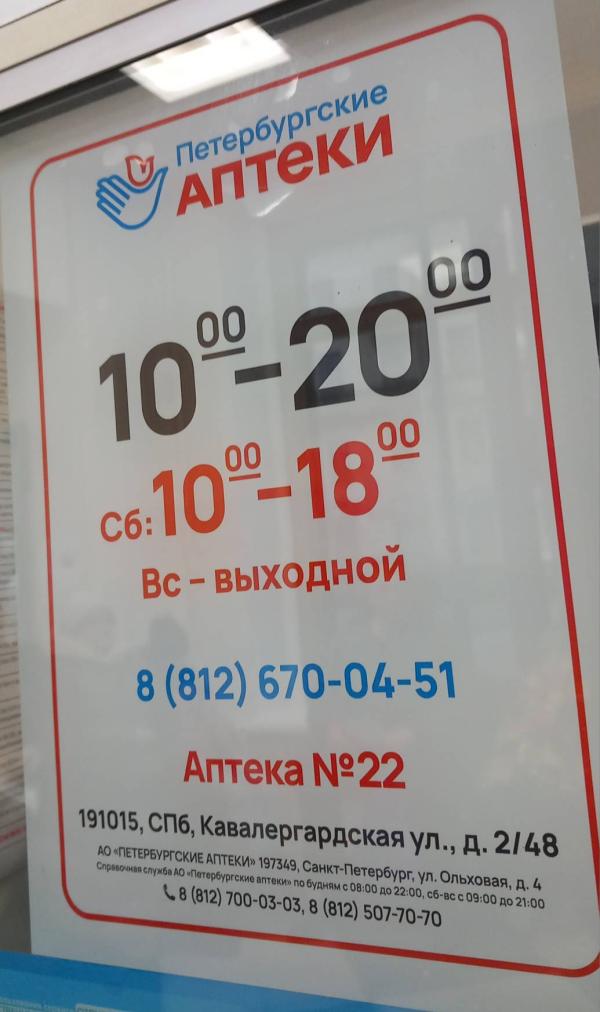 Петербургские
АПТЕКИ
10⁰⁰–20⁰⁰
Сб: 10⁰⁰–18⁰⁰
Вс – выходной
8 (812) 670-04-51
Аптека №22
191015, СПб, Кавалергардская ул., д. 2/48
АО «ПЕТЕРБУРГСКИЕ АПТЕКИ» 197349, Санкт-Петербург, ул. Ольховая, д. 4
Справочная служба АО «Петербургские аптеки» по будням с 08:00 до 22:00, сб-вс с 09:00 до 21:00
8 (812) 700-03-03, 8 (812) 507-70-70